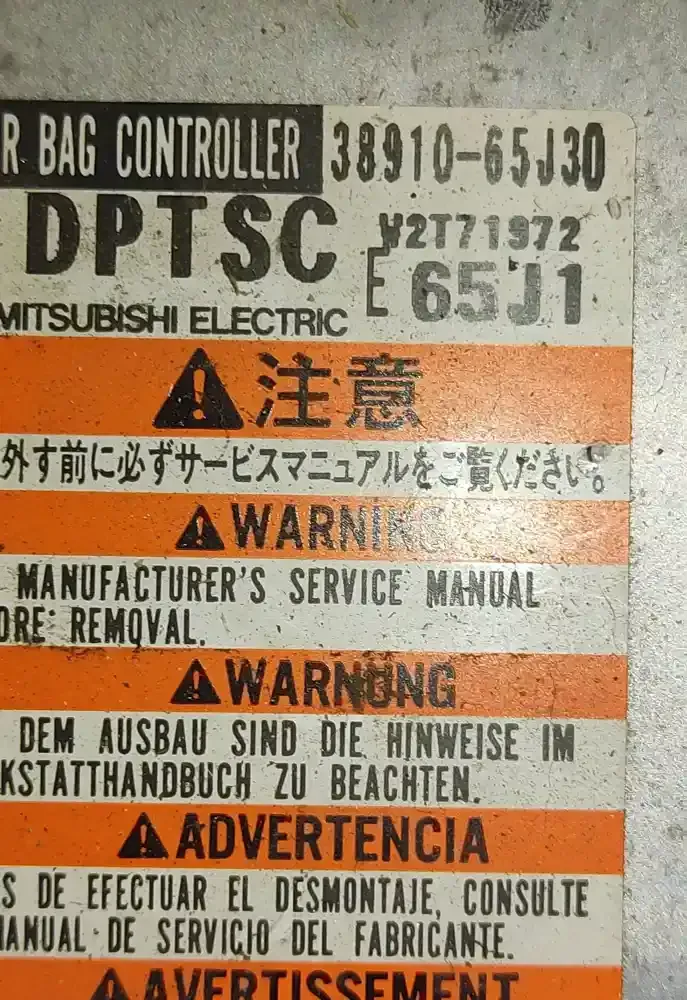 R BAG CONTROLLER 38910-65J30
DPTSC W2T71972
E 65J1
MITSUBISHI ELECTRIC
注意
外す前に必ずサービスマニュアルをご覧ください。
WARNING
MANUFACTURER'S SERVICE MANUAL
ORE REMOVAL.
WARNUNG
DEM AUSBAU SIND DIE HINWEISE IM
KSTATTHANDBUCH ZU BEACHTEN.
ADVERTENCIA
S DE EFECTUAR EL DESMONTAJE, CONSULTE
MANUAL DE SERVICIO DEL FABRICANTE.
AVERTISSEMENT